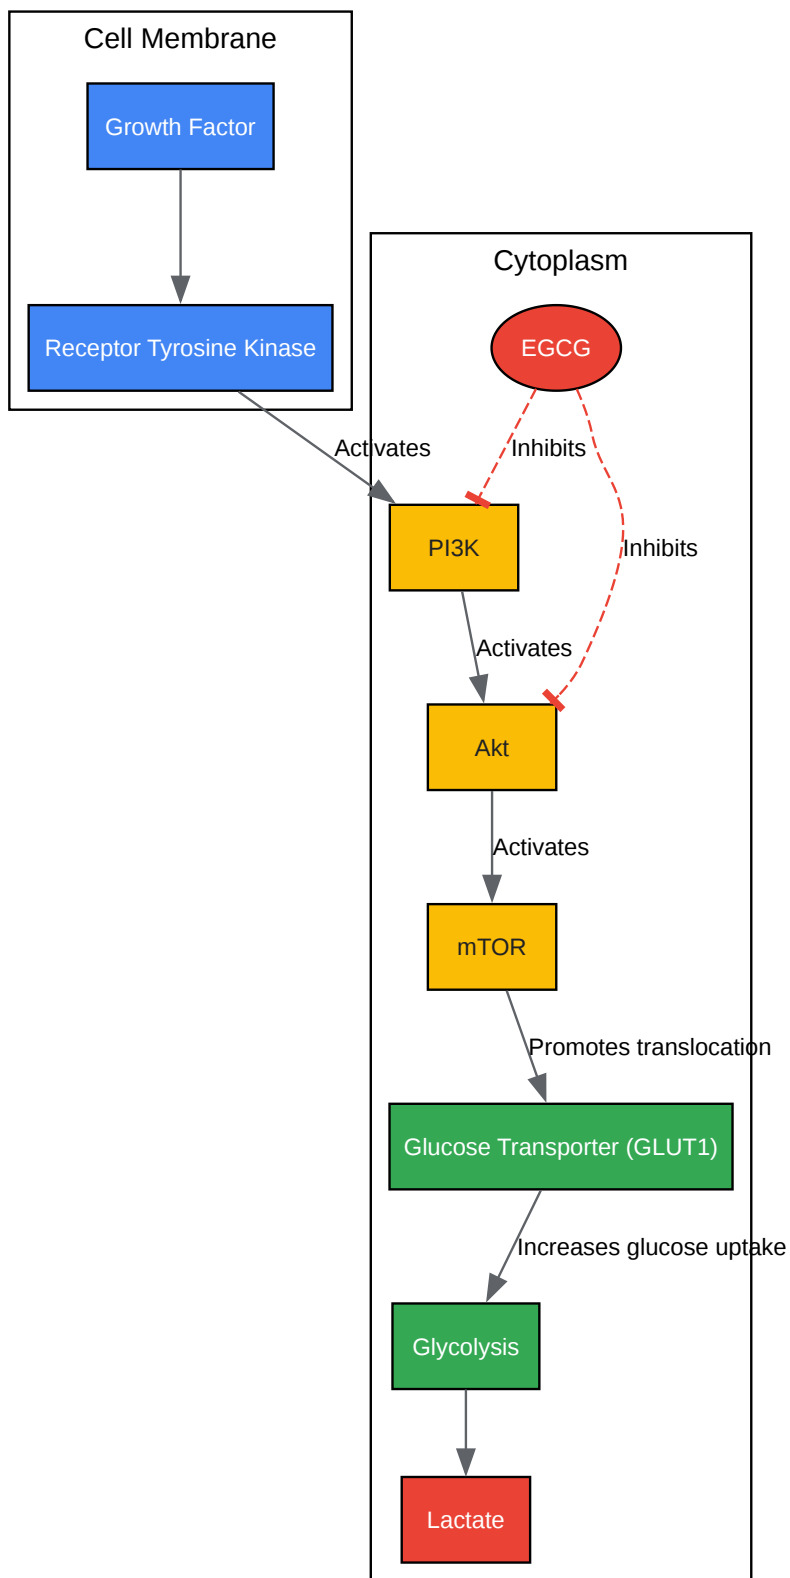 Cell Membrane
Growth Factor
Receptor Tyrosine Kinase
Cytoplasm
EGCG
Activates
Inhibits
PI3K
Inhibits
Activates
Akt
Activates
mTOR
Promotes translocation
Glucose Transporter (GLUT1)
Increases glucose uptake
Glycolysis
Lactate